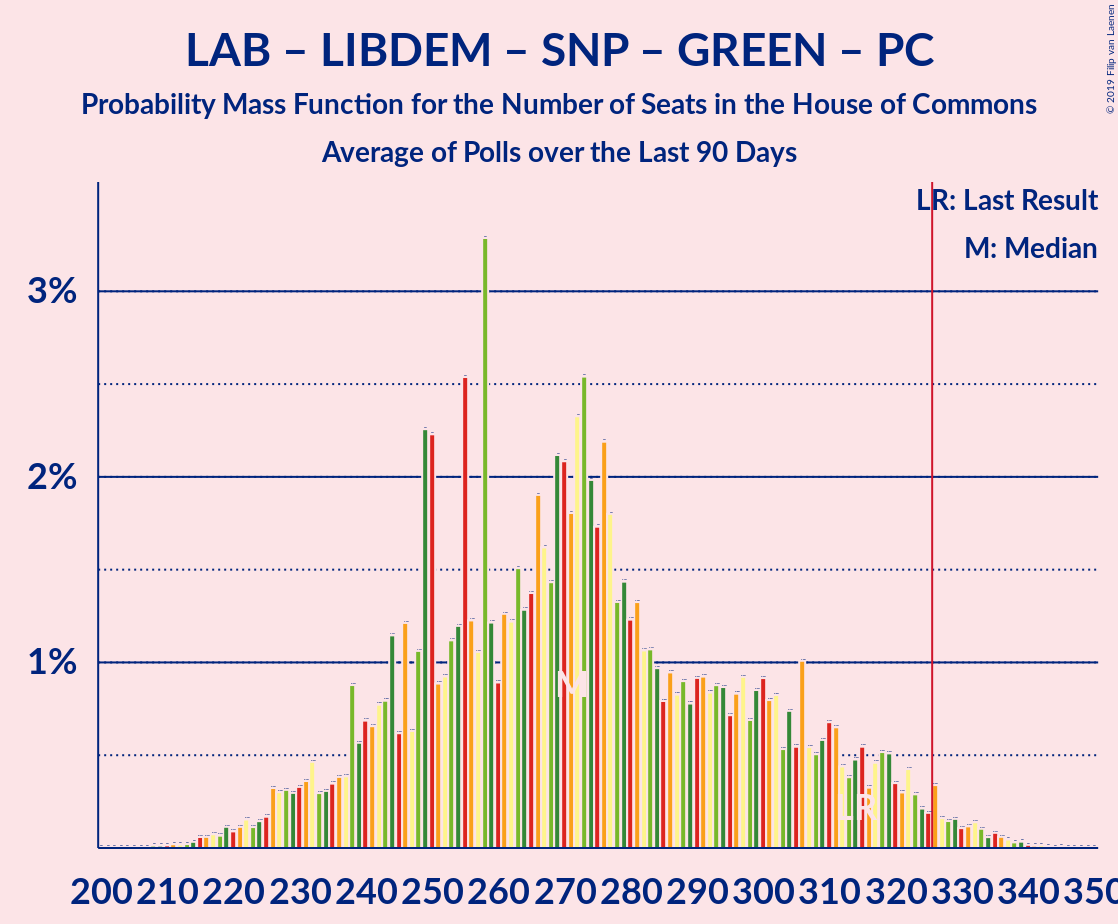 LAB – LIBDEM – SNP – GREEN – PC
Probability Mass Function for the Number of Seats in the House of Commons
Average of Polls over the Last 90 Days
© 2019 Filip van Laenen
LR: Last Result
M: Median
3%
2%
1%
M
LR
200 210 220 230 240 250 260 270 280 290 300 310 320 330 340 350